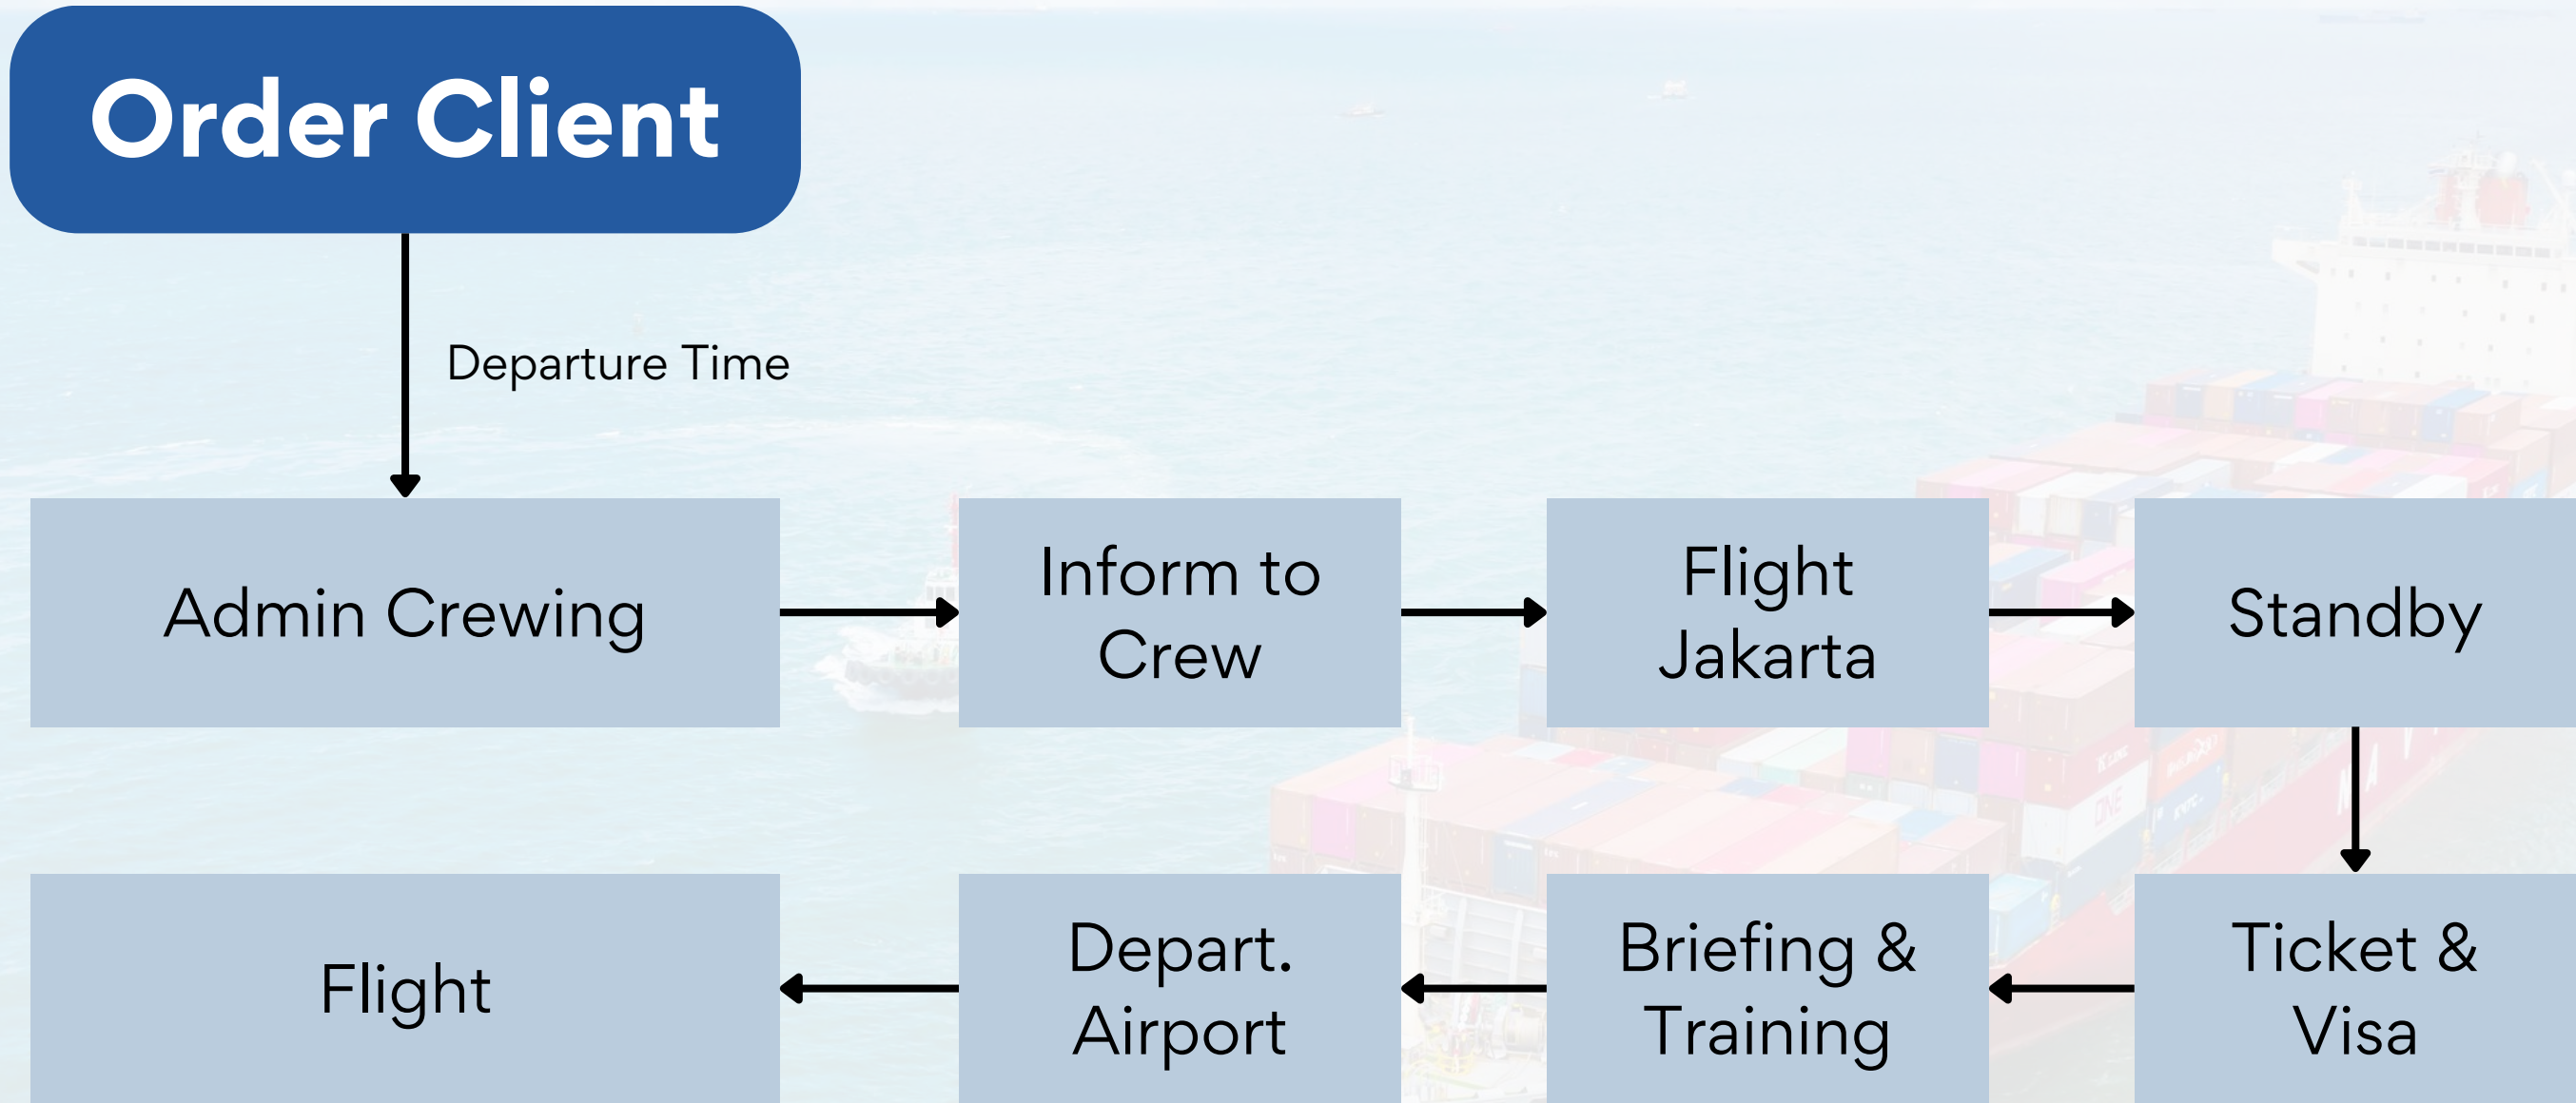 Order Client
Departure Time
Admin Crewing
Inform to
Crew
Flight
Jakarta
Standby
Ticket &
Visa
Briefing &
Training
Depart.
Airport
Flight
ONE